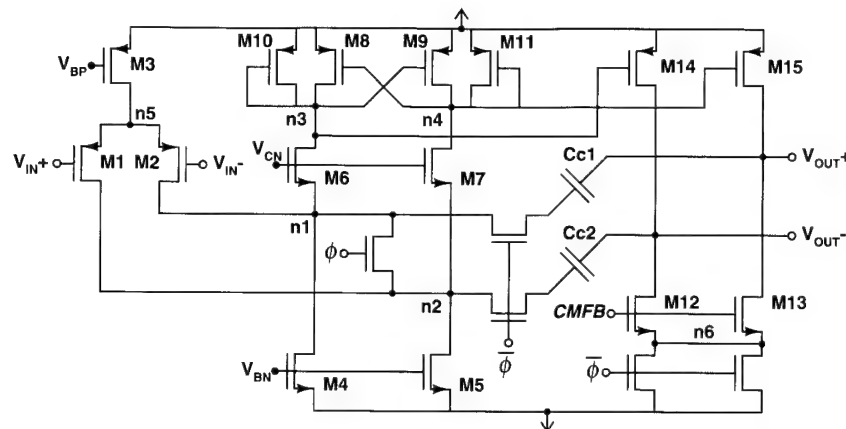 M10 M8 M9 M11
V_BP M3 M14 M15
n5 n3 n4
V_IN+ M1 M2 V_IN- V_CN M6 M7 Cc1 V_OUT+
n1 Cc2
ϕ V_OUT-
n2 CMFB M12 M13
n6
V_BN M4 M5 ϕ̅ ϕ̅